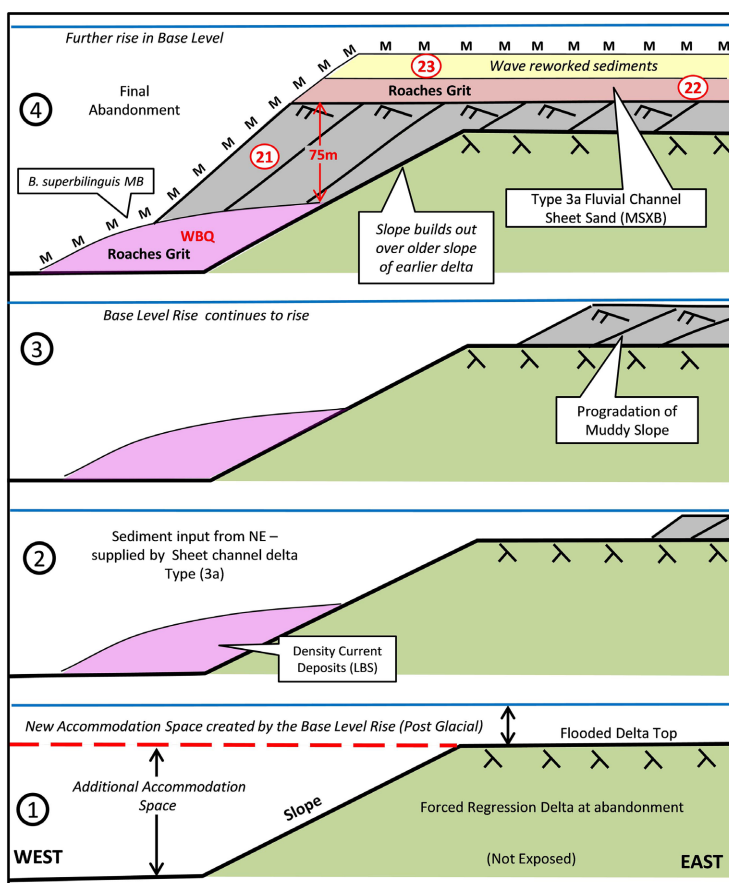 Further rise in Base Level
M M M M M M M M M M M
23
Wave reworked sediments
Final
Abandonment
Roaches Grit
22
4
21
75m
B. superbilinguis MB
Type 3a Fluvial Channel
Sheet Sand (MSXB)
WBQ
Roaches Grit
Slope builds out
over older slope
of earlier delta
M M M M M M M M M M M M M M
Base Level Rise continues to rise
3
Progradation of
Muddy Slope
2
Sediment input from NE –
supplied by Sheet channel delta
Type (3a)
Density Current
Deposits (LBS)
New Accommodation Space created by the Base Level Rise (Post Glacial)
Flooded Delta Top
Additional Accommodation
Space
Slope
1
Forced Regression Delta at abandonment
WEST
(Not Exposed)
EAST